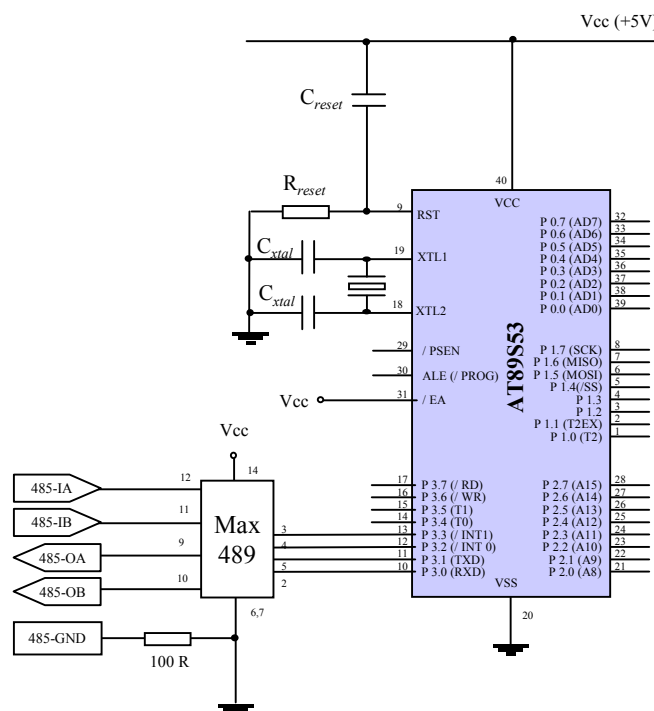 Vcc (+5V)
C reset
40
R reset
9 RST
VCC
P 0.7 (AD7) 32
P 0.6 (AD6) 33
P 0.5 (AD5) 34
P 0.4 (AD4) 35
P 0.3 (AD3) 36
P 0.2 (AD2) 37
P 0.1 (AD1) 38
P 0.0 (AD0) 39
C xtal
19 XTL1
C xtal
18 XTL2
AT89S53
29 / PSEN
30 ALE (/ PROG)
Vcc 31 / EA
P 1.7 (SCK) 8
P 1.6 (MISO) 7
P 1.5 (MOSI) 6
P 1.4(/SS) 5
P 1.3 4
P 1.2 3
P 1.1 (T2EX) 2
P 1.0 (T2) 1
Vcc
14
485-IA 12
485-IB 11
485-OA 9
485-OB 10
Max
489
3
4
5
2
17 P 3.7 (/ RD)
16 P 3.6 (/ WR)
15 P 3.5 (T1)
14 P 3.4 (T0)
13 P 3.3 (/ INT1)
12 P 3.2 (/ INT 0)
11 P 3.1 (TXD)
10 P 3.0 (RXD)
P 2.7 (A15) 28
P 2.6 (A14) 27
P 2.5 (A13) 26
P 2.4 (A12) 25
P 2.3 (A11) 24
P 2.2 (A10) 23
P 2.1 (A9) 22
P 2.0 (A8) 21
VSS
20
6,7
485-GND
100 R